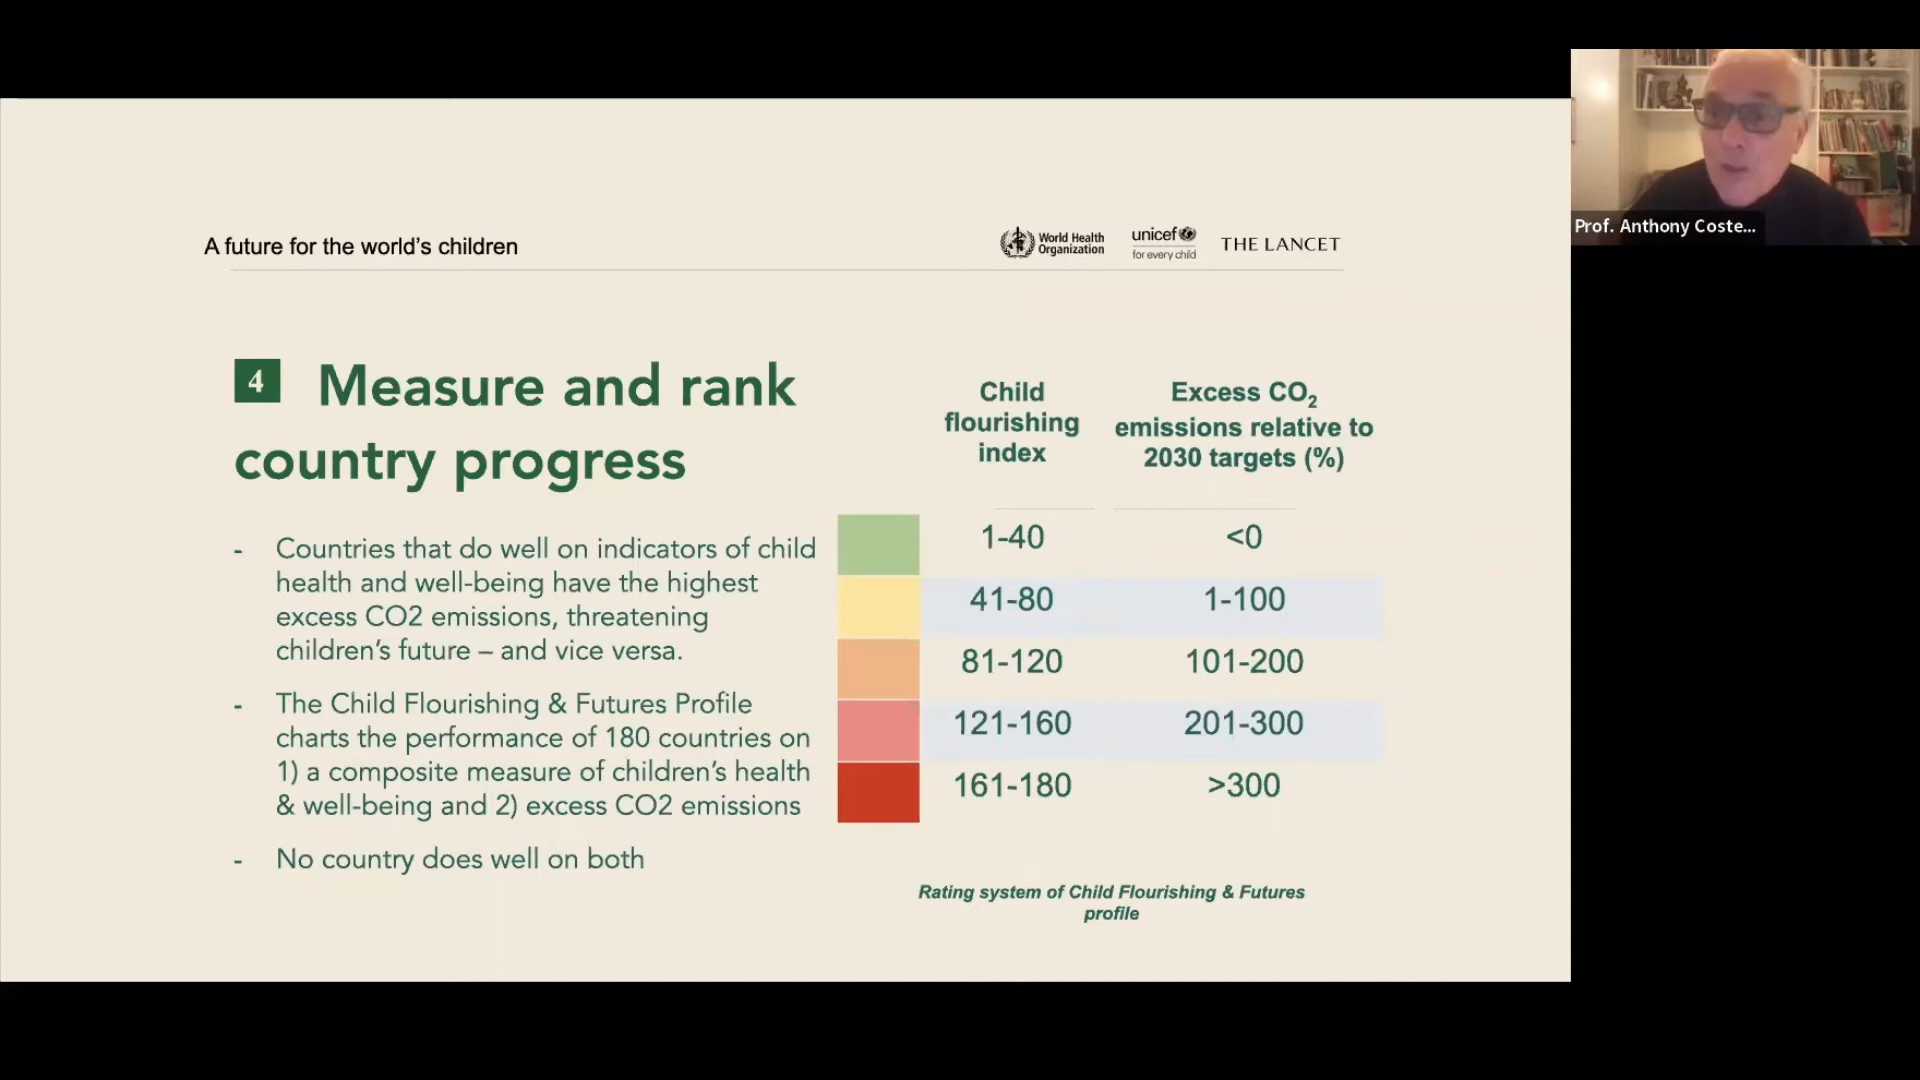 A future for the world's children
World Health
Organization
unicef
for every child
THE LANCET
4 Measure and rank
country progress
- Countries that do well on indicators of child
health and well-being have the highest
excess CO2 emissions, threatening
children's future – and vice versa.
- The Child Flourishing & Futures Profile
charts the performance of 180 countries on
1) a composite measure of children's health
& well-being and 2) excess CO2 emissions
- No country does well on both
Child
flourishing
index
Excess CO2
emissions relative to
2030 targets (%)
1-40 <0
41-80 1-100
81-120 101-200
121-160 201-300
161-180 >300
Rating system of Child Flourishing & Futures
profile
Prof. Anthony Coste...